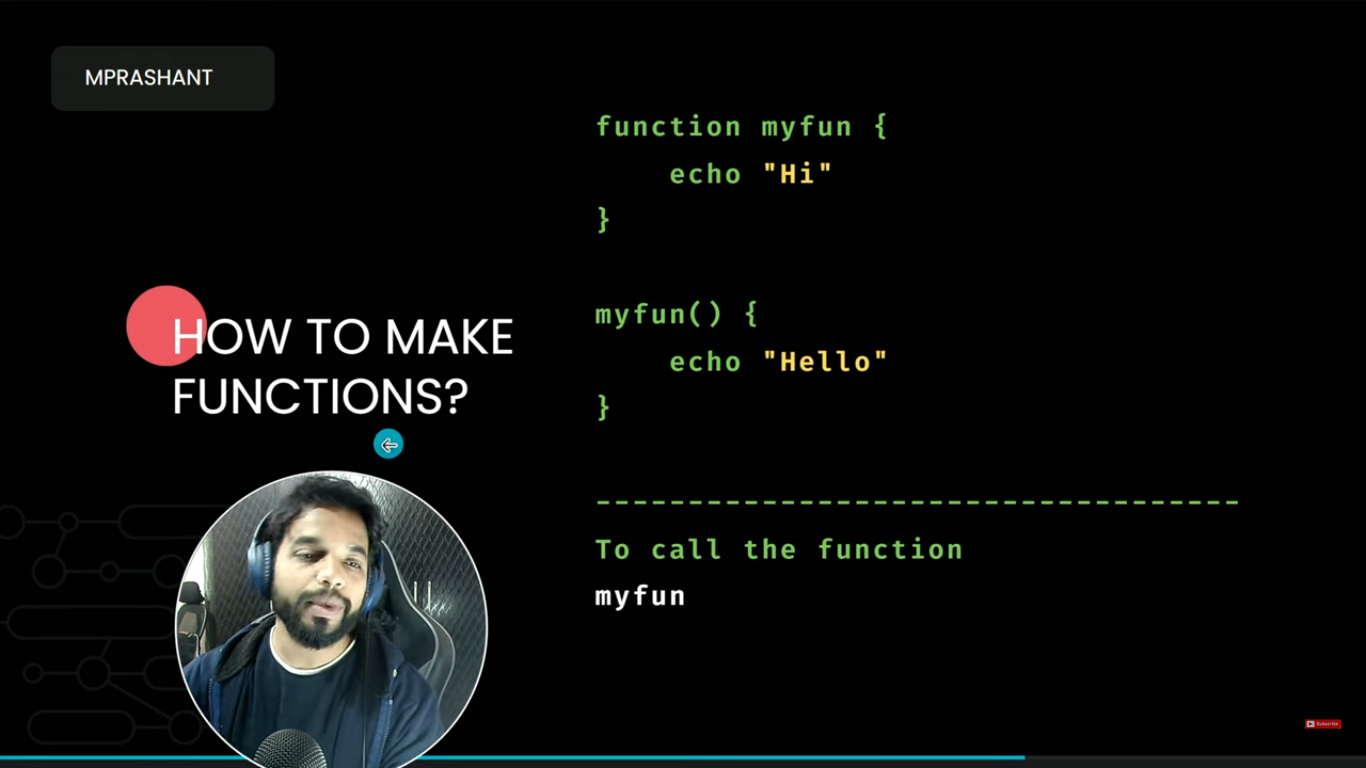 MPRASHANT
HOW TO MAKE
FUNCTIONS?
function myfun {
    echo "Hi"
}
myfun() {
    echo "Hello"
}
-----------------------------------
To call the function
myfun
Subscribe